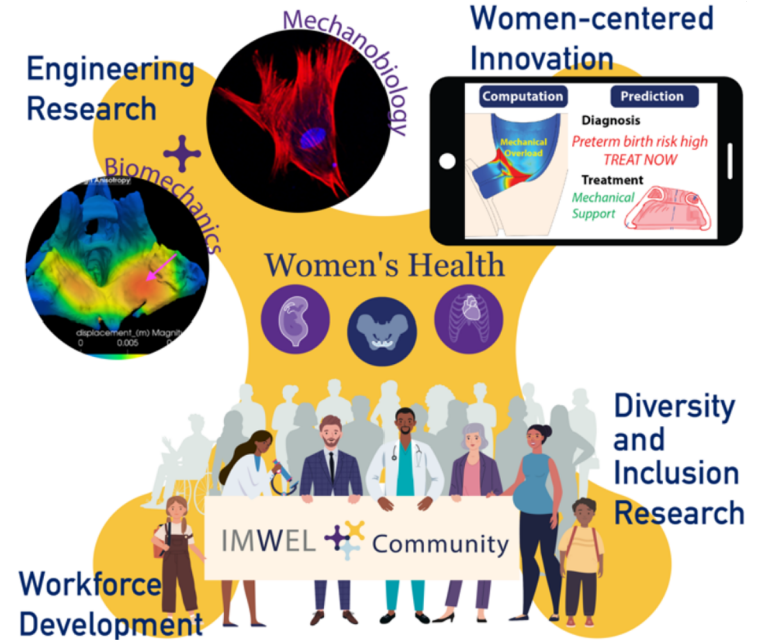 Women-centered
Innovation
Engineering
Research
Mechanobiology
Biomechanics
Computation
Prediction
Mechanical
Overload
Diagnosis
Preterm birth risk high
TREAT NOW
Treatment
Mechanical
Support
Anisotropy
displacement_(m) Magnit
0 0.005
Women's Health
Diversity
and
Inclusion
Research
IMWEL Community
Workforce
Development